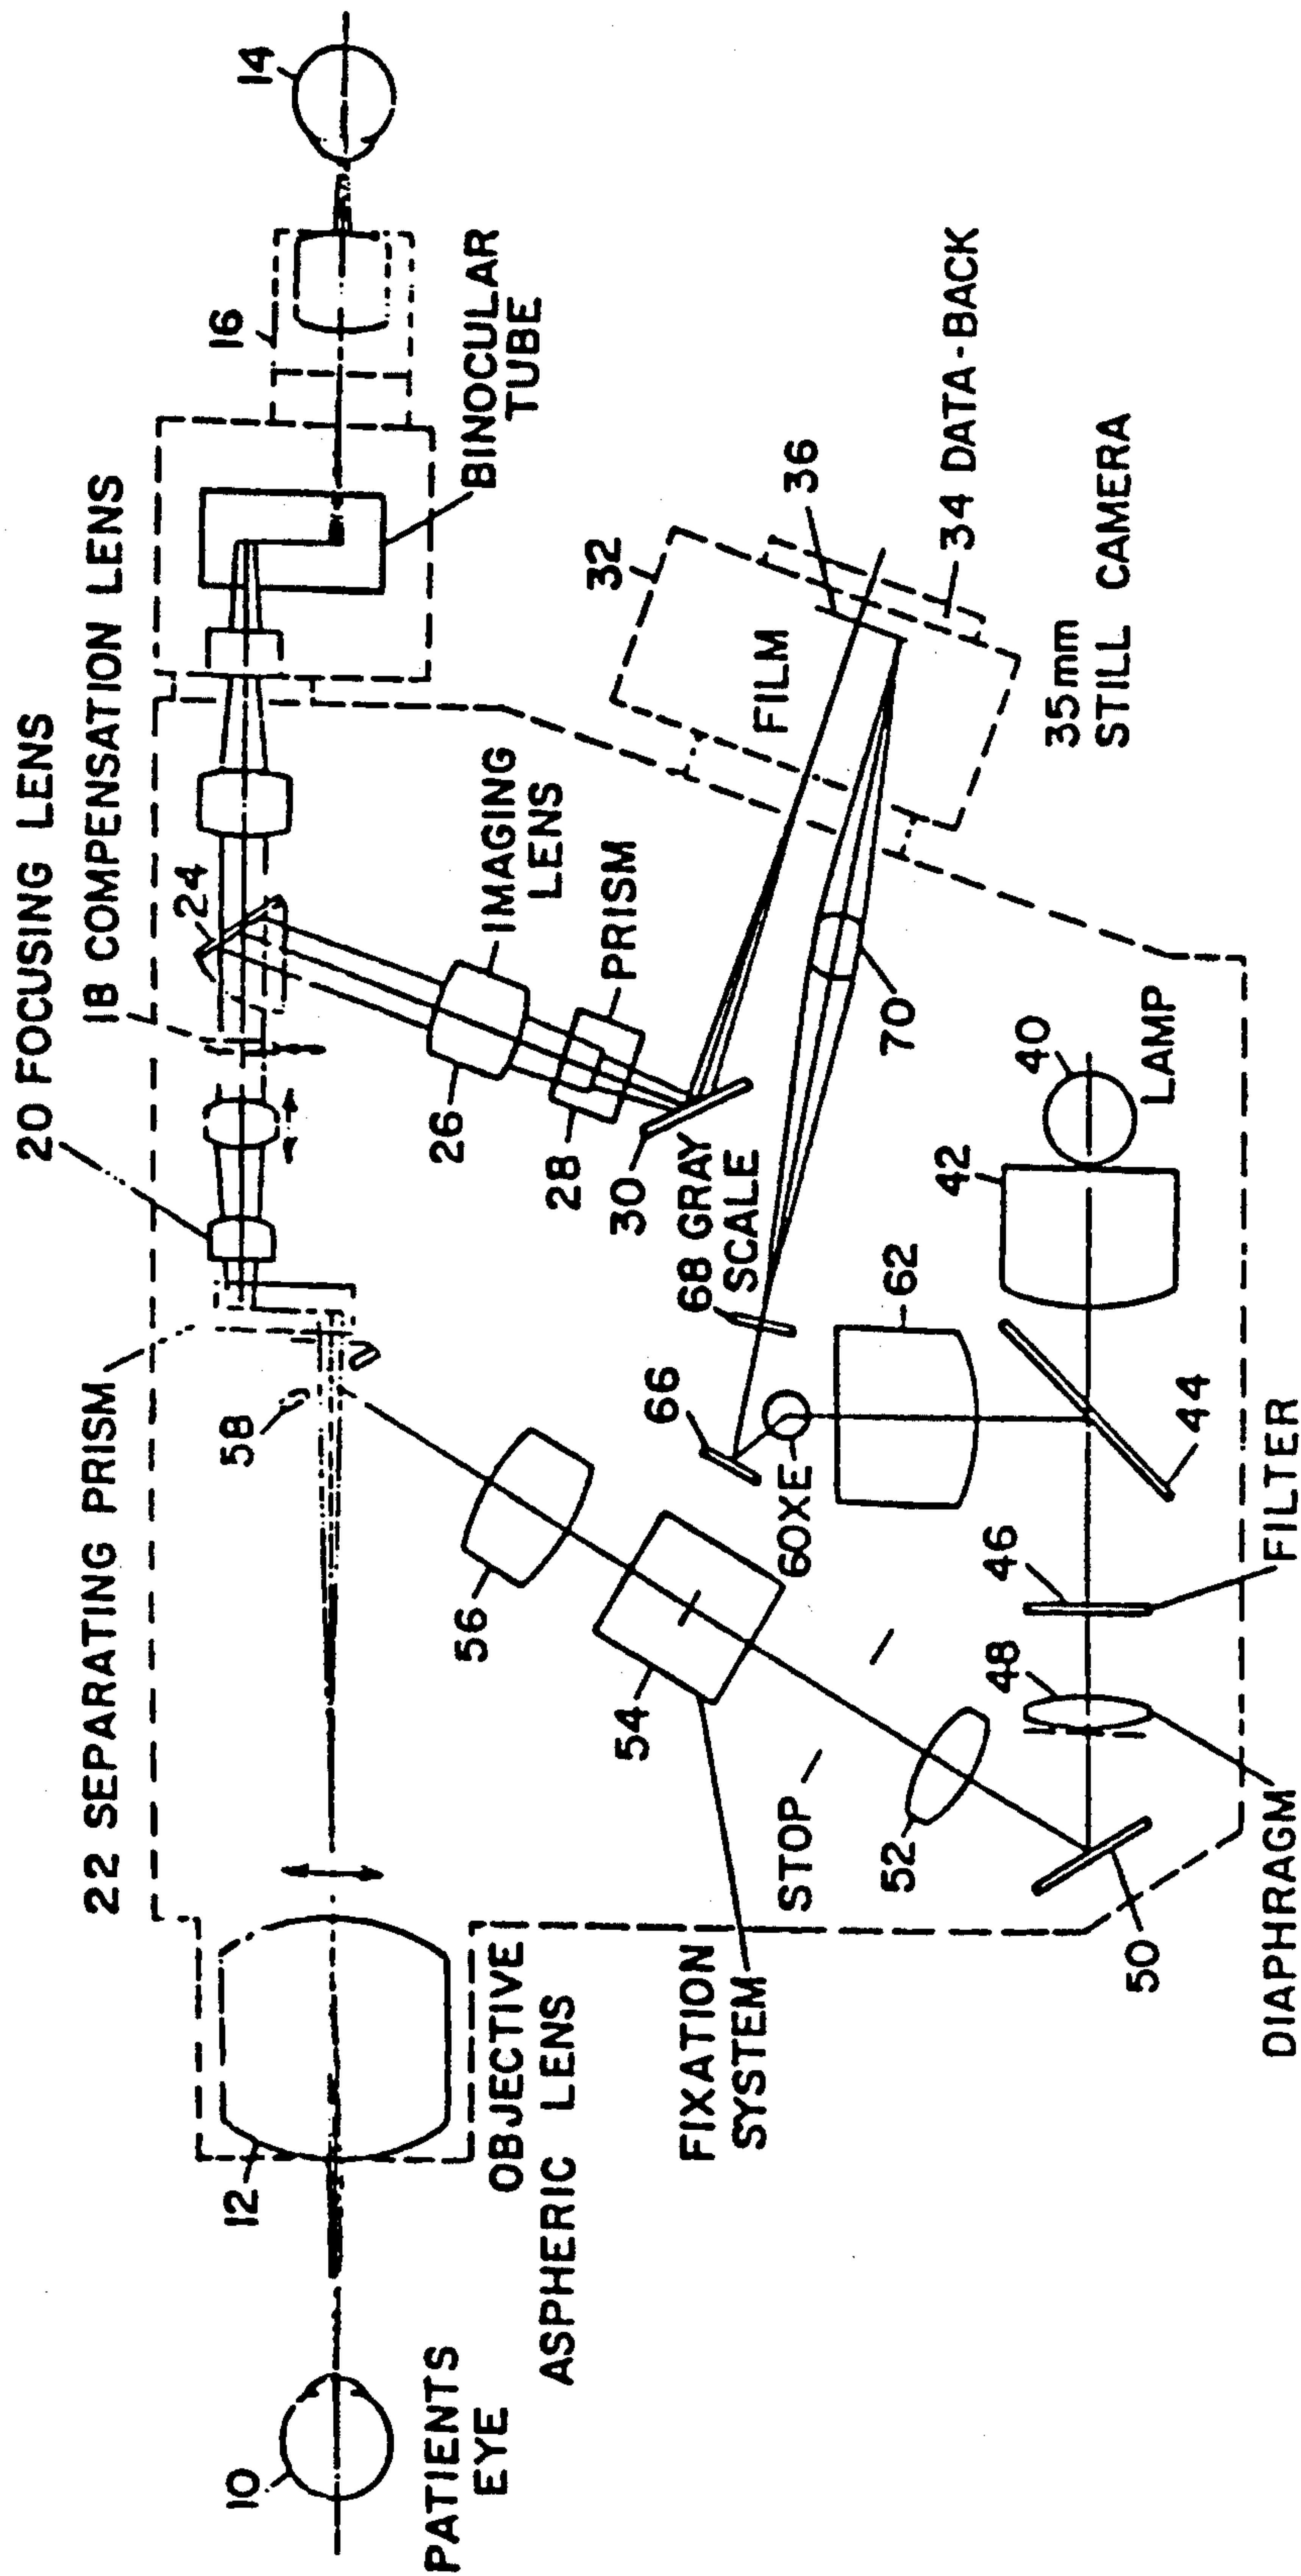 20 FOCUSING LENS
18 COMPENSATION LENS
22 SEPARATING PRISM
24
16
14
BINOCULAR
TUBE
58
12
10
PATIENTS
EYE
OBJECTIVE
ASPHERIC LENS
26
IMAGING
LENS
28
PRISM
30
32
FILM
36
34 DATA-BACK
35mm
STILL CAMERA
68 GRAY
SCALE
70
66
60XE
62
56
54
FIXATION
SYSTEM
STOP
52
50
48
46
44
42
40
LAMP
FILTER
DIAPHRAGM